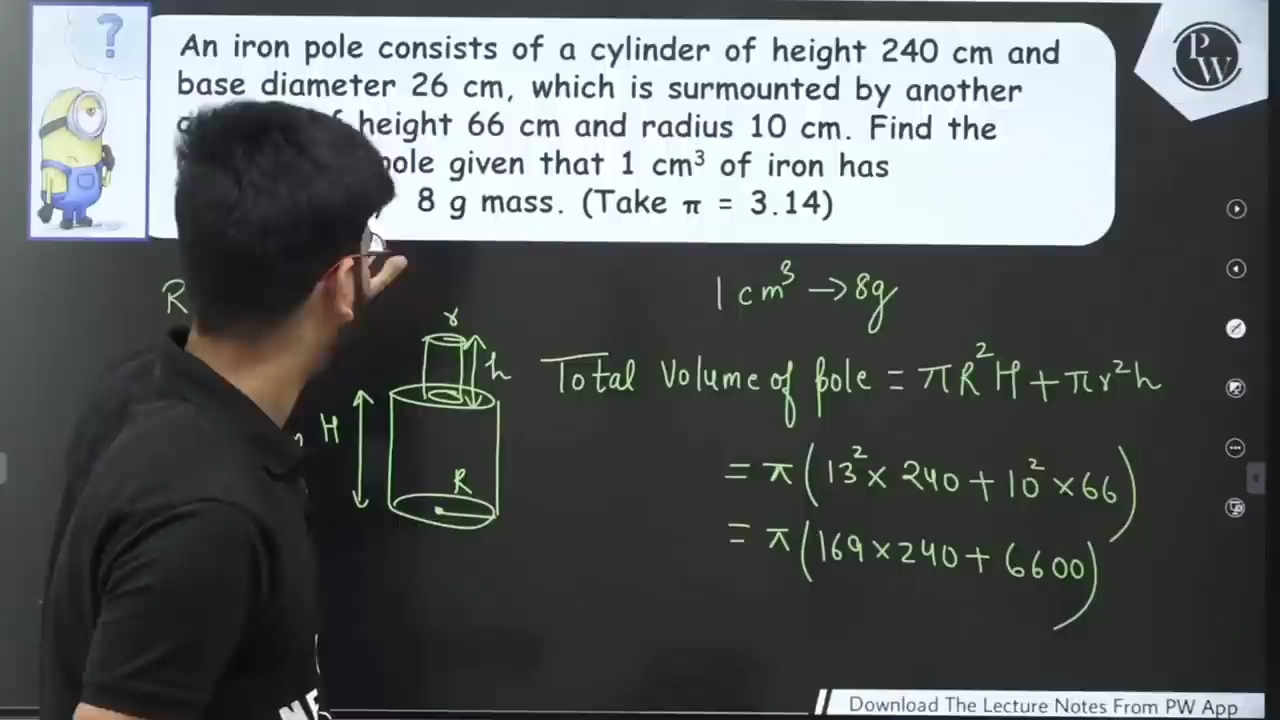 ?
An iron pole consists of a cylinder of height 240 cm and
base diameter 26 cm, which is surmounted by another
height 66 cm and radius 10 cm. Find the
pole given that 1 cm³ of iron has
8 g mass. (Take π = 3.14)
PW
1 cm³ → 8g
R
r
h
Total Volume of pole = πR²H + πr²h
H
R
= π(13² × 240 + 10² × 66)
= π(169 × 240 + 6600)
Download The Lecture Notes From PW App